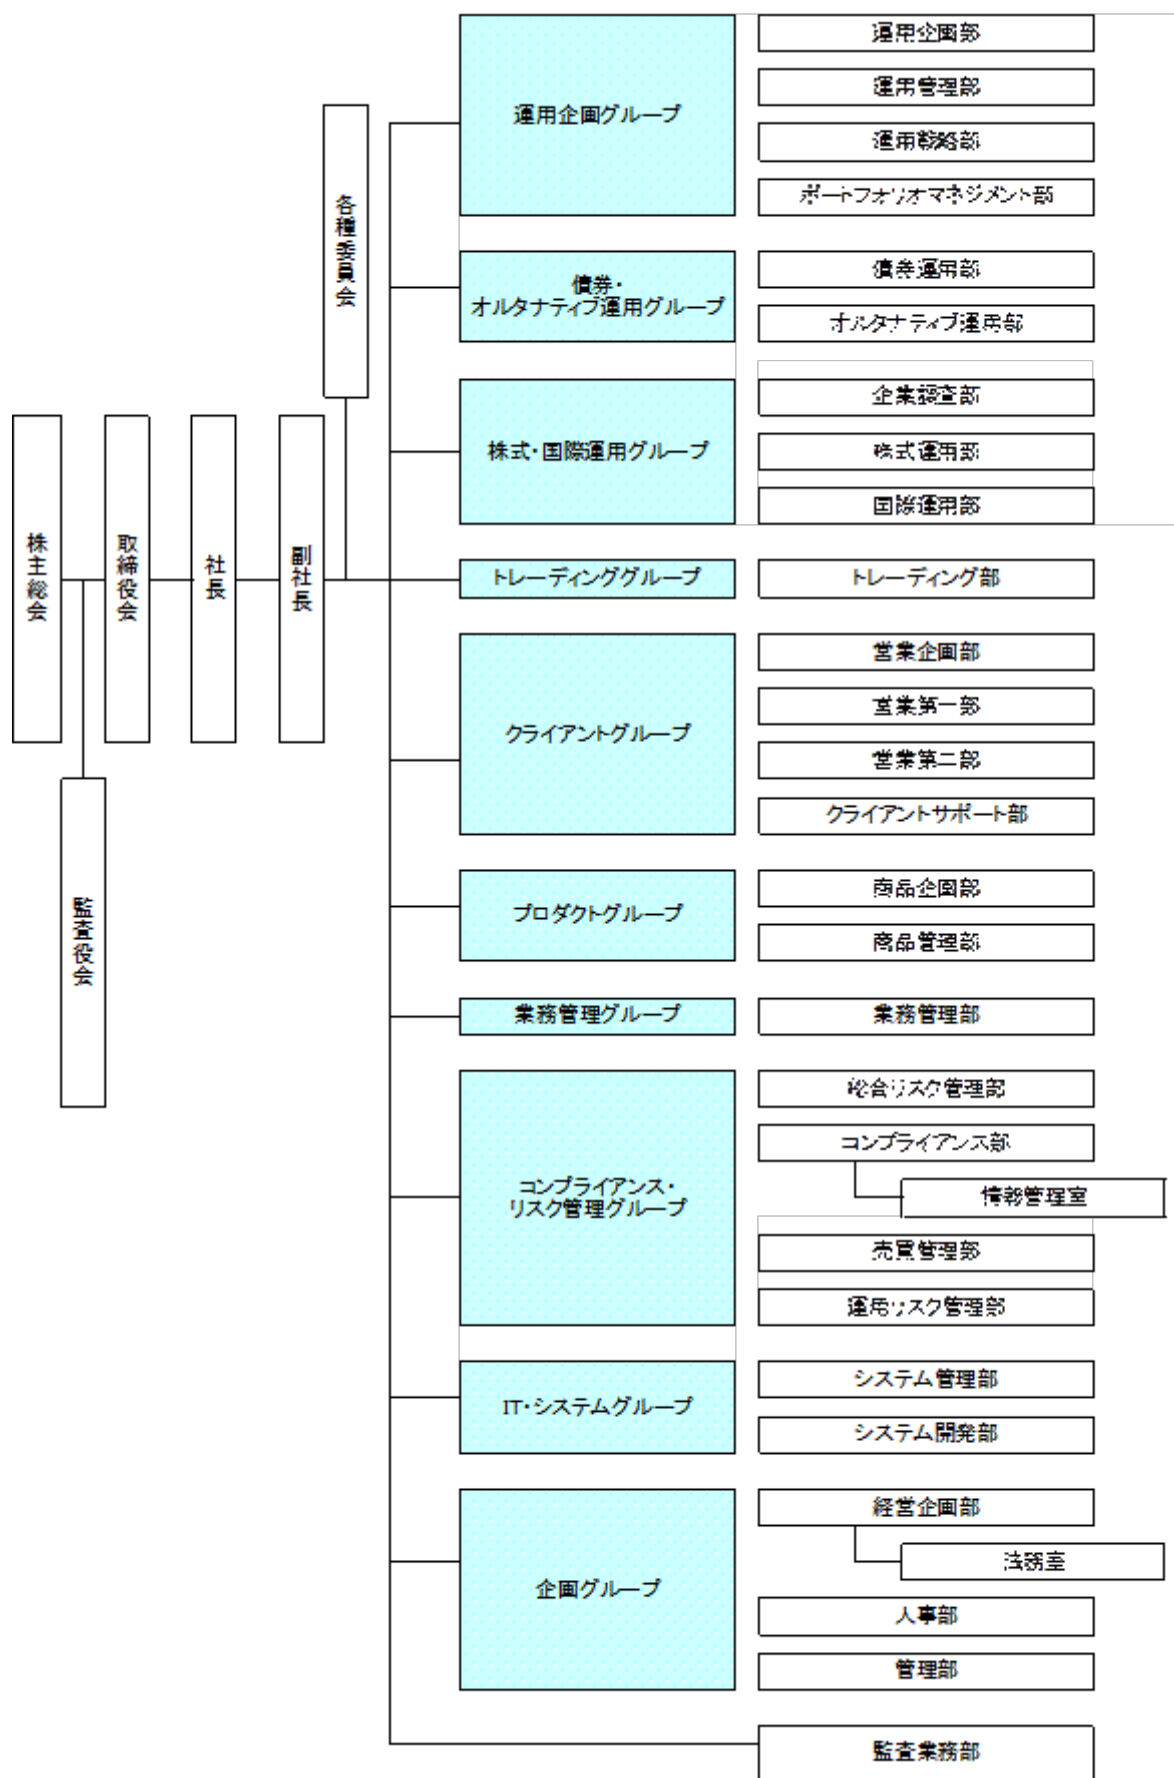 株主総会
取締役会
社長
副社長
各種委員会
監査役会
運用企画グループ
運用企画部
運用管理部
運用戦略部
ポートフォリオマネジメント部
債券・
オルタナティブ運用グループ
債券運用部
オルタナティブ運用部
株式・国際運用グループ
企業調査部
株式運用部
国際運用部
トレーディンググループ
トレーディング部
クライアントグループ
営業企画部
営業第一部
営業第二部
クライアントサポート部
プロダクトグループ
商品企画部
商品管理部
業務管理グループ
業務管理部
コンプライアンス・
リスク管理グループ
総合リスク管理部
コンプライアンス部
情報管理室
売買管理部
運用リスク管理部
IT・システムグループ
システム管理部
システム開発部
企画グループ
経営企画部
法務室
人事部
管理部
監査業務部